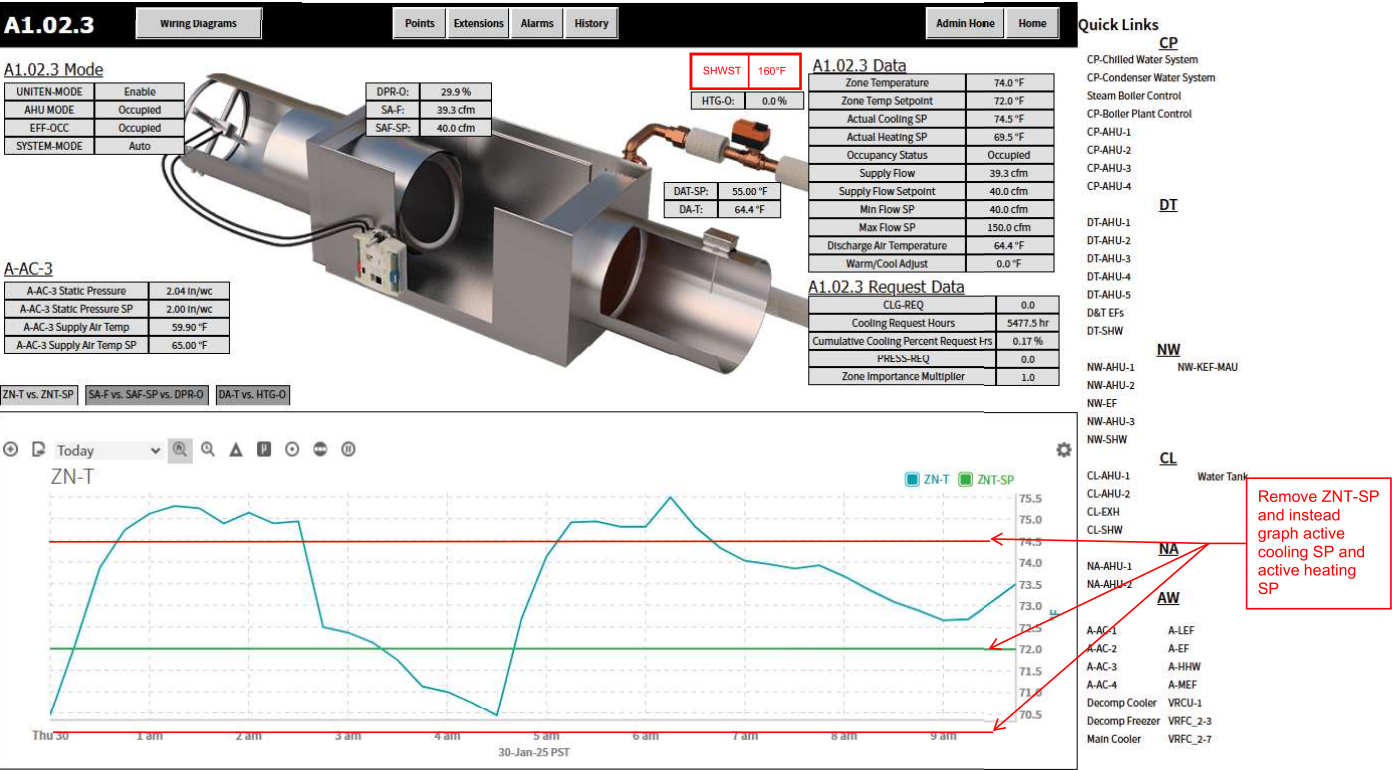 A1.02.3
Wiring Diagrams
Points
Extensions
Alarms
History
Admin Home
Home
A1.02.3 Mode
UNITEN-MODE Enable
AHU MODE Occupied
EFF-OCC Occupied
SYSTEM-MODE Auto
DPR-O: 29.9 %
SA-F: 39.3 cfm
SAF-SP: 40.0 cfm
SHWST 160°F
HTG-O: 0.0 %
DAT-SP: 55.00 °F
DA-T: 64.4 °F
A-AC-3
A-AC-3 Static Pressure 2.04 in/wc
A-AC-3 Static Pressure SP 2.00 in/wc
A-AC-3 Supply Air Temp 59.90 °F
A-AC-3 Supply Air Temp SP 65.00 °F
A1.02.3 Data
Zone Temperature 74.0 °F
Zone Temp Setpoint 72.0 °F
Actual Cooling SP 74.5 °F
Actual Heating SP 69.5 °F
Occupancy Status Occupied
Supply Flow 39.3 cfm
Supply Flow Setpoint 40.0 cfm
Min Flow SP 40.0 cfm
Max Flow SP 150.0 cfm
Discharge Air Temperature 64.4 °F
Warm/Cool Adjust 0.0 °F
A1.02.3 Request Data
CLG-REQ 0.0
Cooling Request Hours 5477.5 hr
Cumulative Cooling Percent Request Hrs 0.17 %
PRESS-REQ 0.0
Zone Importance Multiplier 1.0
ZN-T vs. ZNT-SP
SA-F vs. SAF-SP vs. DPR-O
DA-T vs. HTG-O
Today
ZN-T
ZN-T
ZNT-SP
75.5
75.0
74.5
74.0
73.5
73.0
72.5
72.0
71.5
71.0
70.5
°F
Thu 30 1 am 2 am 3 am 4 am 5 am 6 am 7 am 8 am 9 am
30-Jan-25 PST
Quick Links
CP
CP-Chilled Water System
CP-Condenser Water System
Steam Boiler Control
CP-Boiler Plant Control
CP-AHU-1
CP-AHU-2
CP-AHU-3
CP-AHU-4
DT
DT-AHU-1
DT-AHU-2
DT-AHU-3
DT-AHU-4
DT-AHU-5
D&T EFs
DT-SHW
NW
NW-AHU-1 NW-KEF-MAU
NW-AHU-2
NW-EF
NW-AHU-3
NW-SHW
CL
CL-AHU-1 Water Tank
CL-AHU-2
CL-EXH
CL-SHW
NA
NA-AHU-1
NA-AHU-2
AW
A-AC-1 A-LEF
A-AC-2 A-EF
A-AC-3 A-HHW
A-AC-4 A-MEF
Decomp Cooler VRCU-1
Decomp Freezer VRFC_2-3
Main Cooler VRFC_2-7
Remove ZNT-SP
and instead
graph active
cooling SP and
active heating
SP